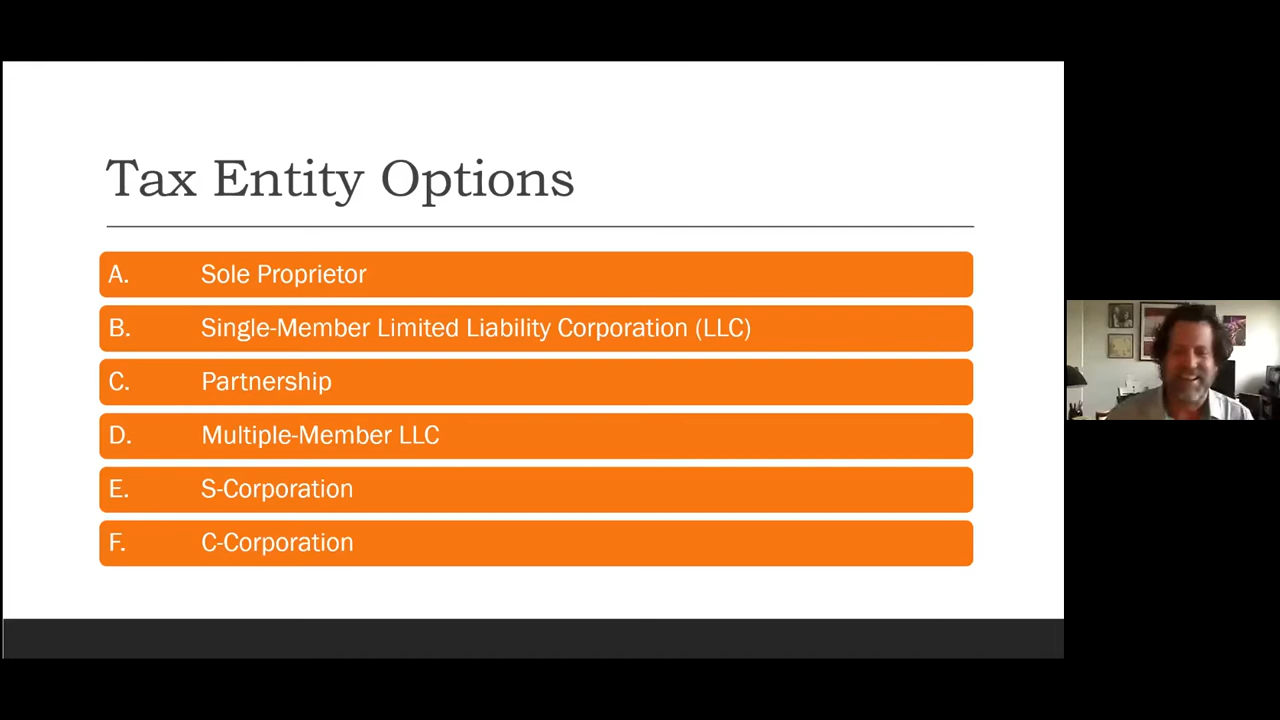 Tax Entity Options
A. Sole Proprietor
B. Single-Member Limited Liability Corporation (LLC)
C. Partnership
D. Multiple-Member LLC
E. S-Corporation
F. C-Corporation